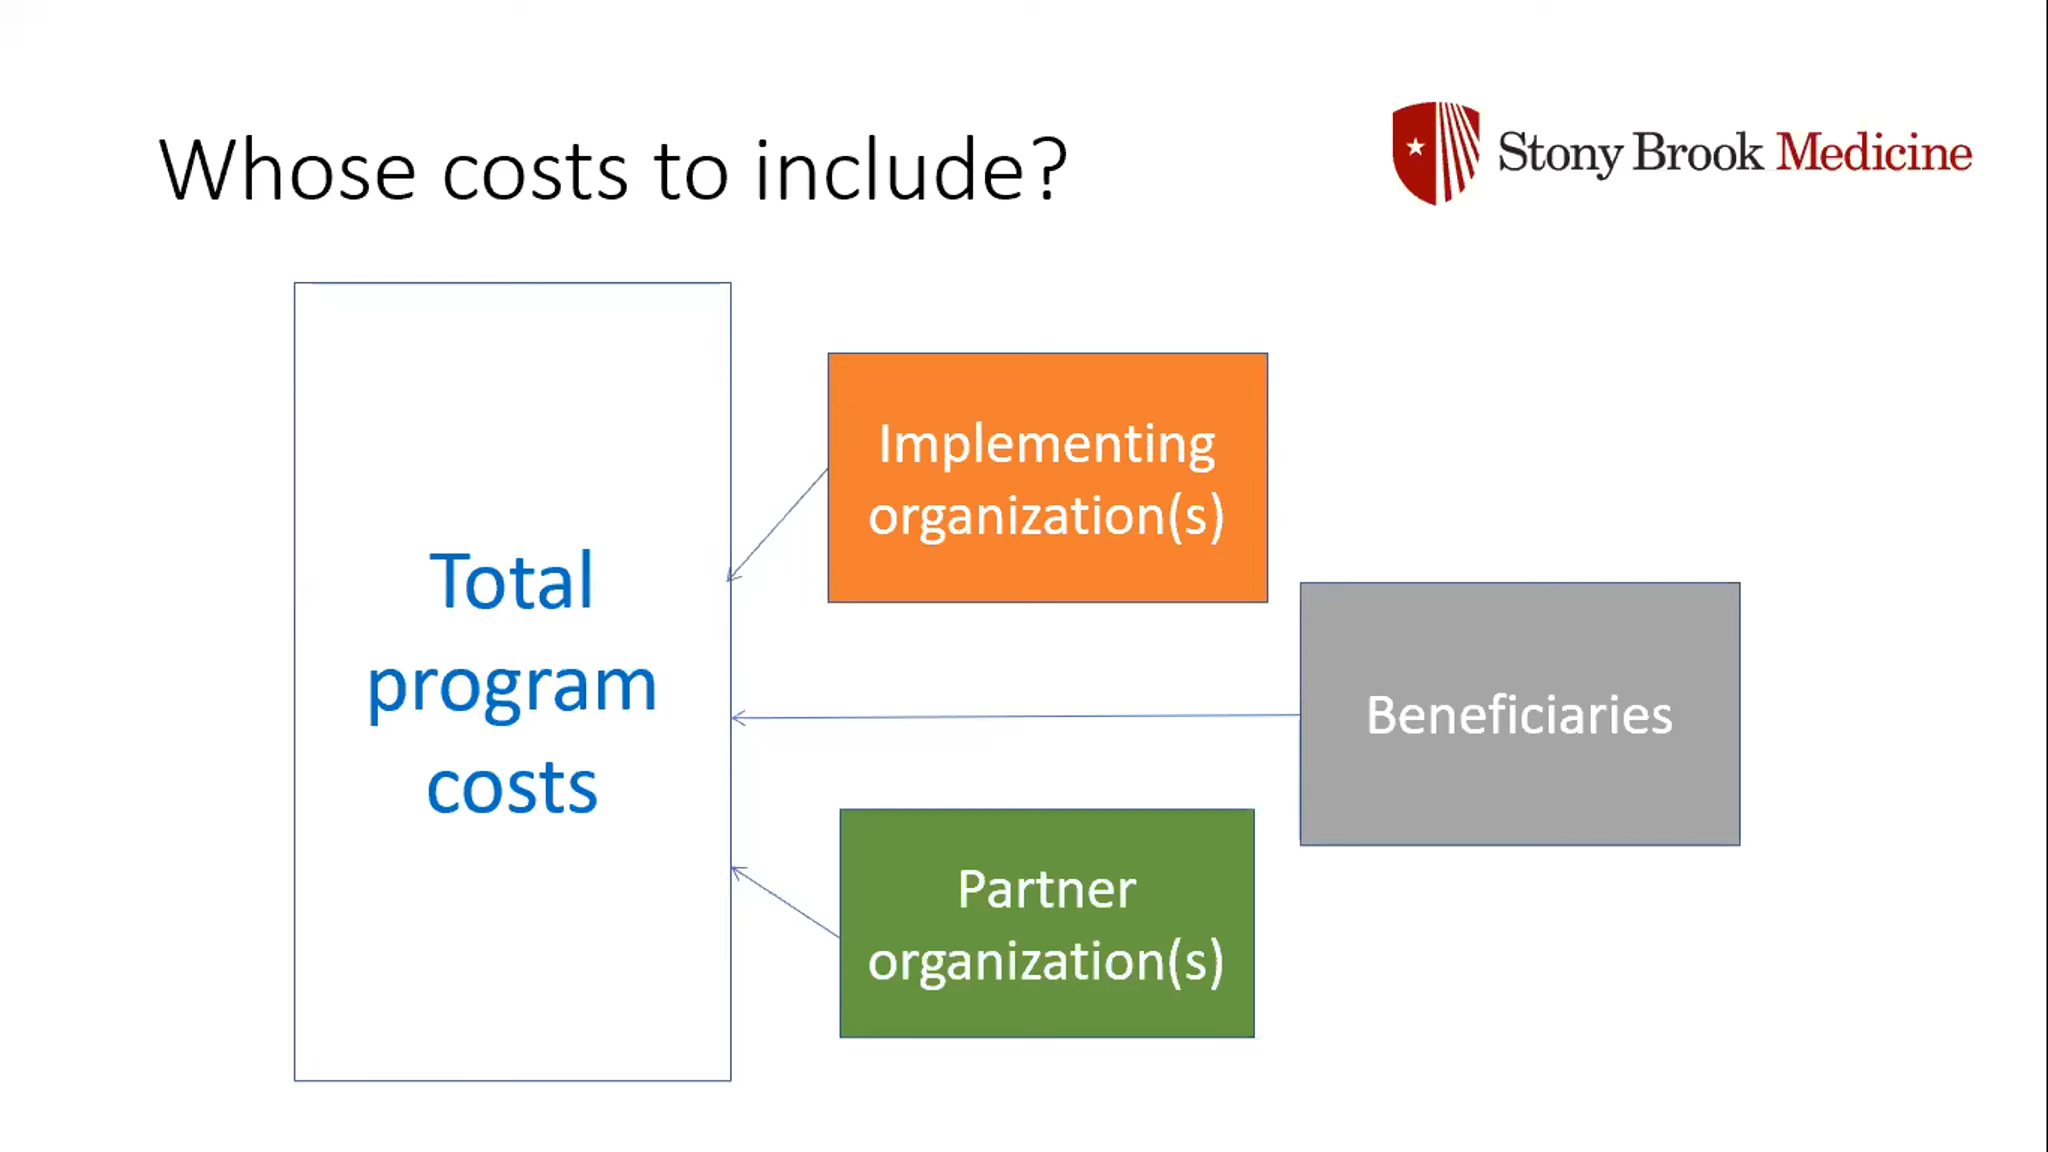 Whose costs to include?
Stony Brook Medicine
Total
program
costs
Implementing
organization(s)
Beneficiaries
Partner
organization(s)